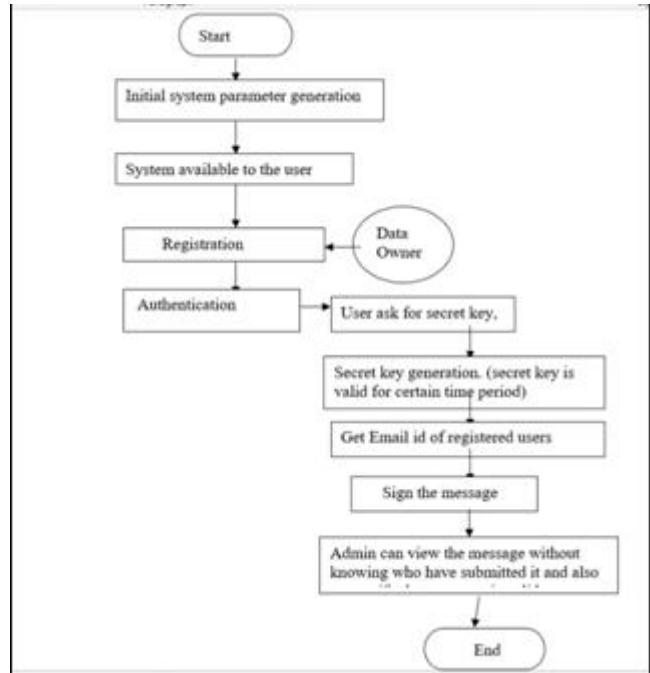 Start
Initial system parameter generation
System available to the user
Registration
Data
Owner
Authentication
User ask for secret key,
Secret key generation. (secret key is
valid for certain time period)
Get Email id of registered users
Sign the message
Admin can view the message without
knowing who have submitted it and also
End